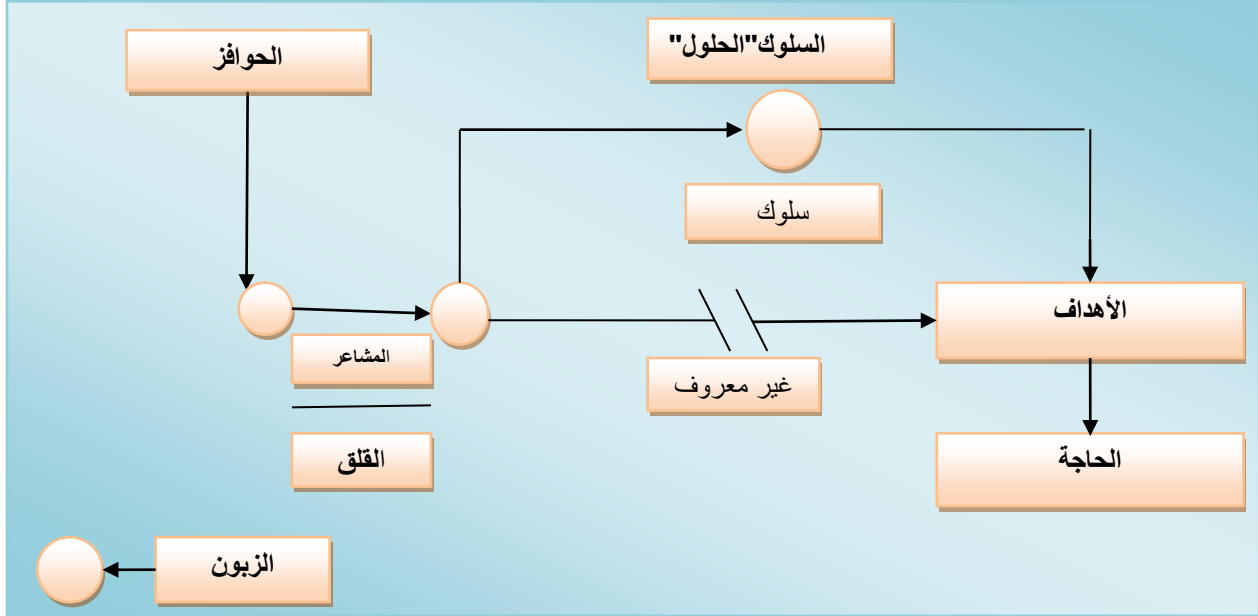 الحوافز
السلوك"الحلول"
سلوك
الأهداف
المشاعر
غير معروف
القلق
الحاجة
الزبون